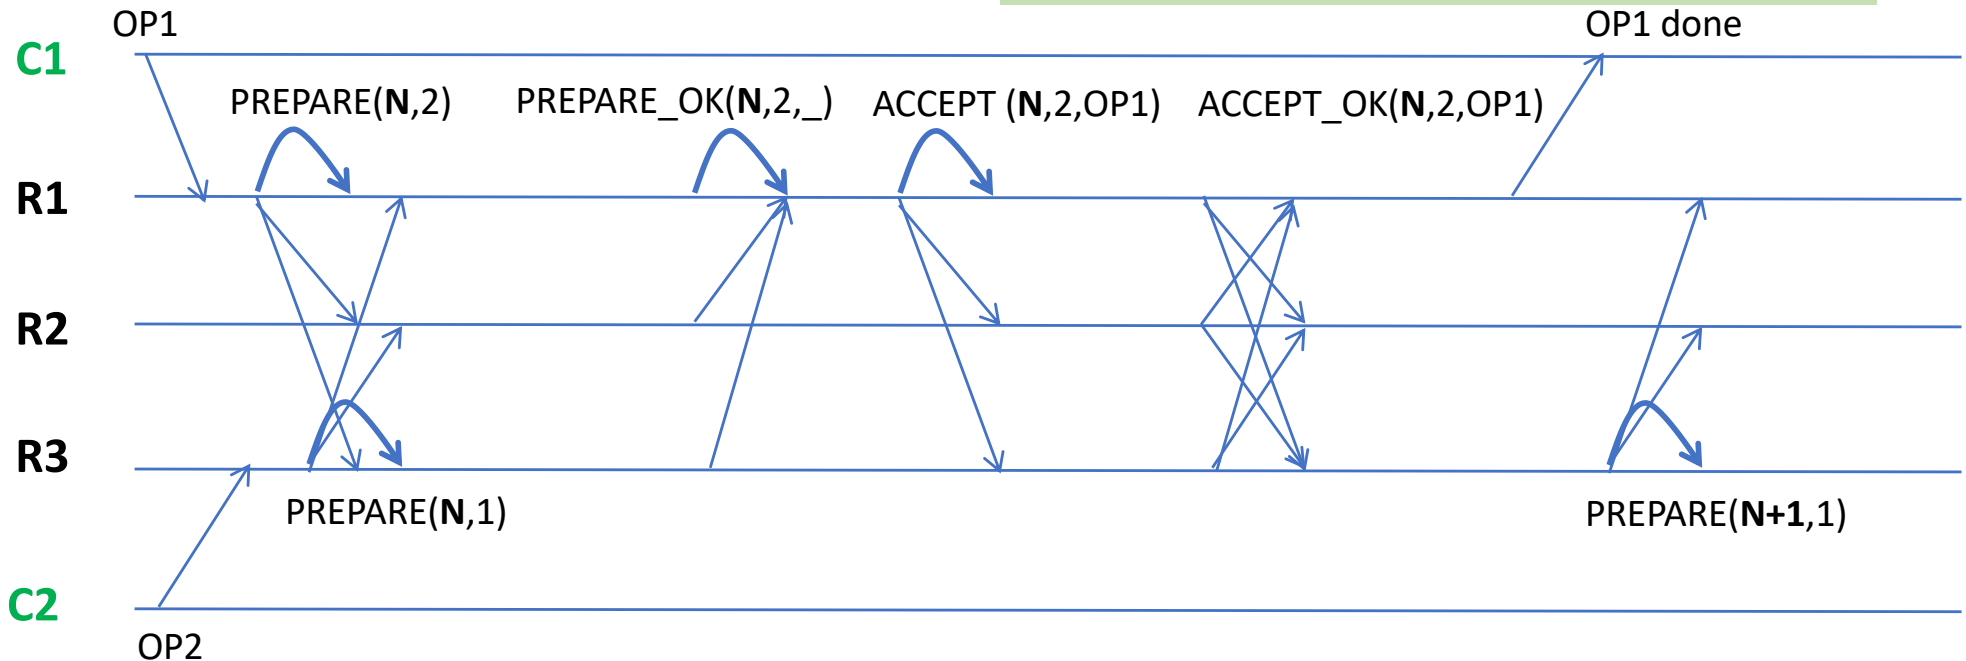 OP1
OP1 done
C1
PREPARE(N,2)
PREPARE_OK(N,2,_)
ACCEPT (N,2,OP1)
ACCEPT_OK(N,2,OP1)
R1
R2
R3
PREPARE(N,1)
PREPARE(N+1,1)
C2
OP2